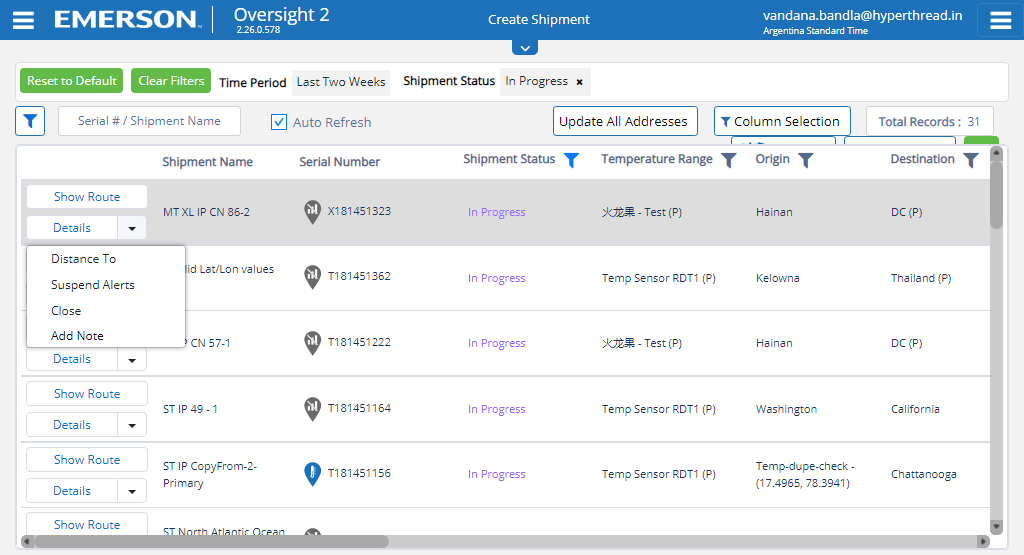 EMERSON
Oversight 2
2.26.0.578
Create Shipment
vandana.bandla@hyperthread.in
Argentina Standard Time
Reset to Default
Clear Filters
Time Period
Last Two Weeks
Shipment Status
In Progress ×
Serial # / Shipment Name
Auto Refresh
Update All Addresses
Column Selection
Total Records : 31
Shipment Name
Serial Number
Shipment Status
Temperature Range
Origin
Destination
Show Route
Details
MT XL IP CN 86-2
X181451323
In Progress
火龙果 - Test (P)
Hainan
DC (P)
Distance To
Suspend Alerts
Close
Add Note
Lat/Lon values
T181451362
In Progress
Temp Sensor RDT1 (P)
Kelowna
Thailand (P)
CN 57-1
T181451222
In Progress
火龙果 - Test (P)
Hainan
DC (P)
Details
Show Route
Details
ST IP 49 - 1
T181451164
In Progress
Temp Sensor RDT1 (P)
Washington
California
Show Route
Details
ST IP CopyFrom-2-
Primary
T181451156
In Progress
Temp Sensor RDT1 (P)
Temp-dupe-check -
(17.4965, 78.3941)
Chattanooga
Show Route
ST North Atlantic Ocean